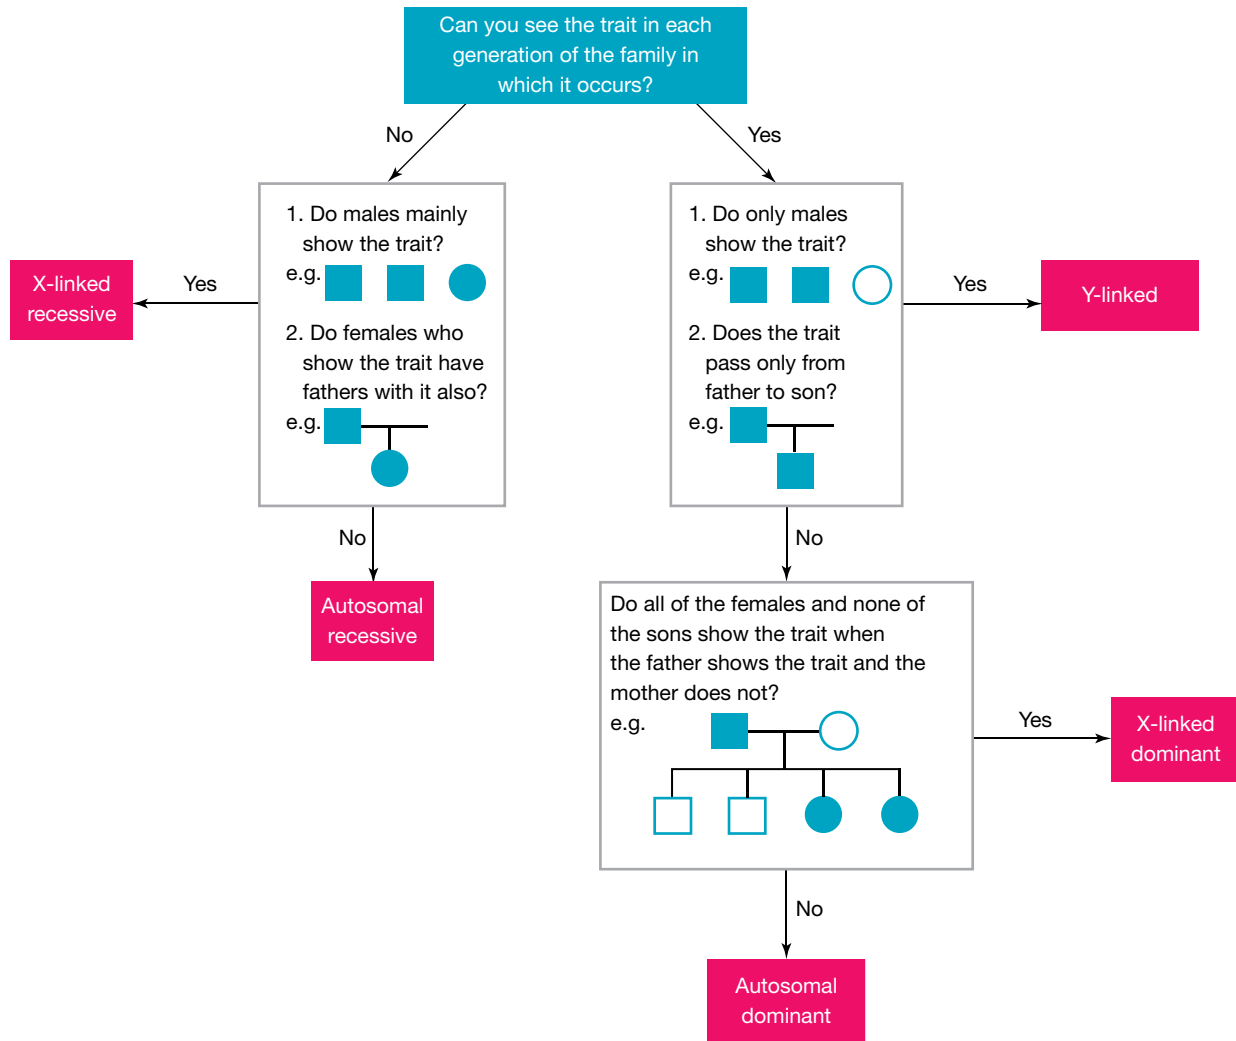 Can you see the trait in each
generation of the family in
which it occurs?
No
Yes
1. Do males mainly
show the trait?
e.g.
2. Do females who
show the trait have
fathers with it also?
e.g.
1. Do only males
show the trait?
e.g.
2. Does the trait
pass only from
father to son?
e.g.
Yes
X-linked
recessive
Yes
Y-linked
No
Autosomal
recessive
No
Do all of the females and none of
the sons show the trait when
the father shows the trait and the
mother does not?
e.g.
Yes
X-linked
dominant
No
Autosomal
dominant